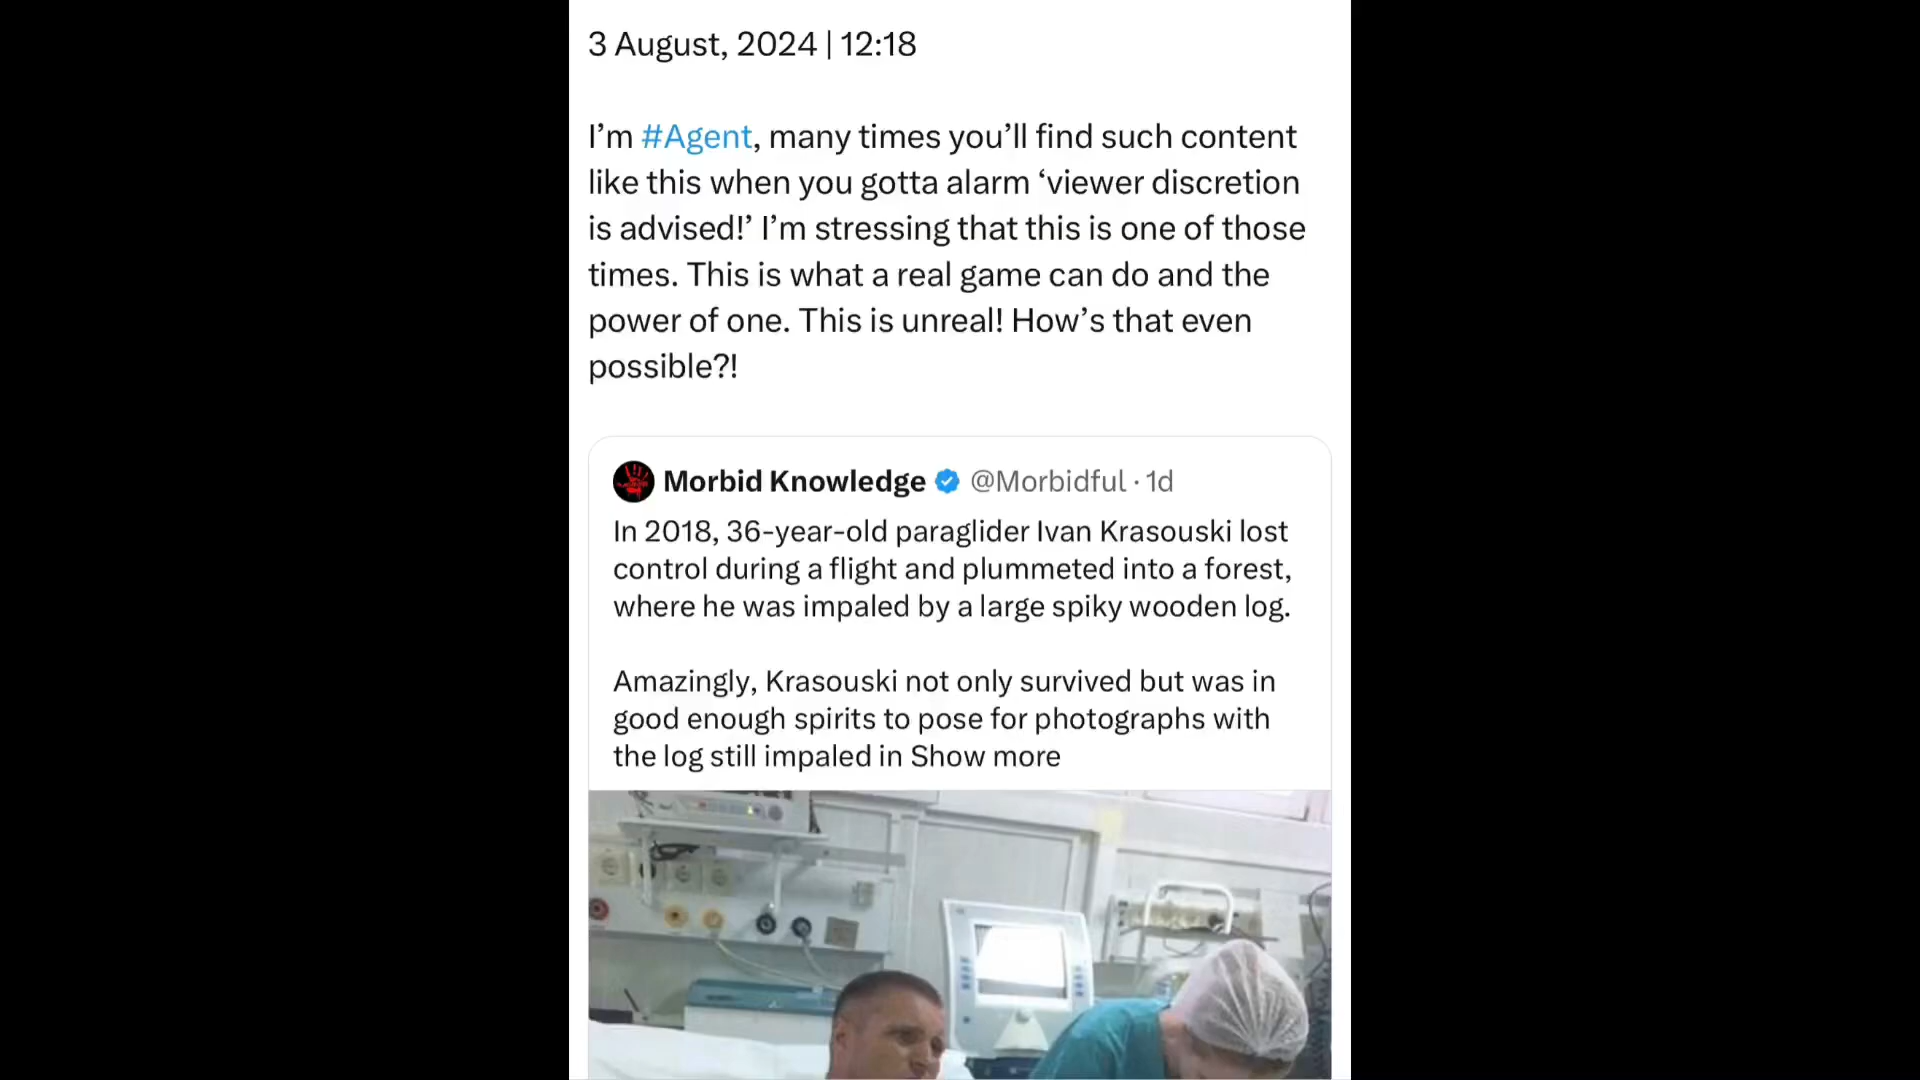 3 August, 2024 | 12:18
I’m #Agent, many times you’ll find such content
like this when you gotta alarm ‘viewer discretion
is advised!’ I’m stressing that this is one of those
times. This is what a real game can do and the
power of one. This is unreal! How’s that even
possible?!
Morbid Knowledge @Morbidful · 1d
In 2018, 36-year-old paraglider Ivan Krasouski lost
control during a flight and plummeted into a forest,
where he was impaled by a large spiky wooden log.
Amazingly, Krasouski not only survived but was in
good enough spirits to pose for photographs with
the log still impaled in Show more